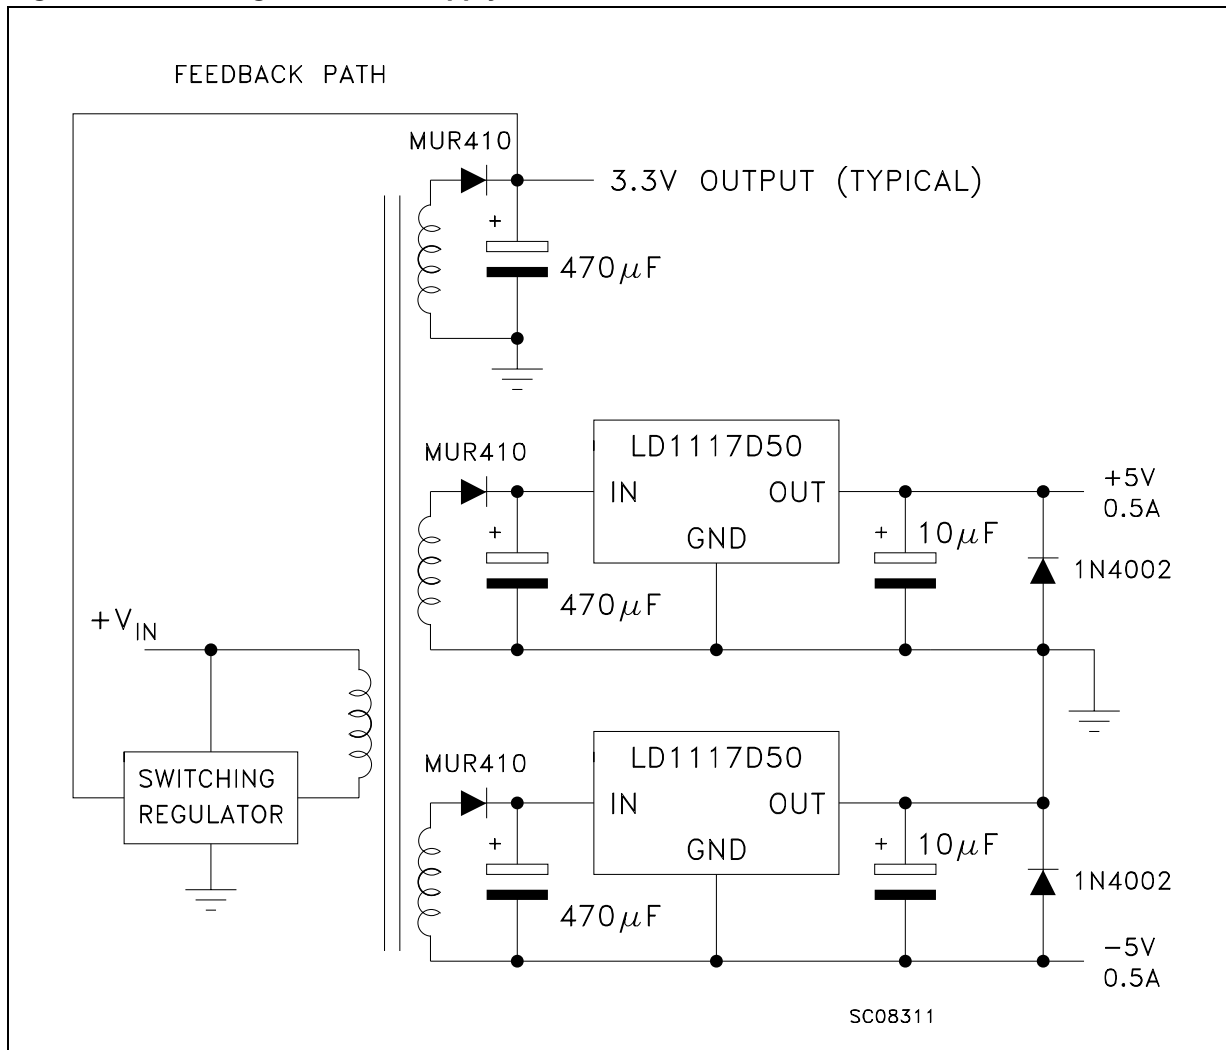 FEEDBACK PATH
MUR410
3.3V OUTPUT (TYPICAL)
+
470μF
LD1117D50
MUR410
IN OUT
+5V
0.5A
GND
+
+ 10μF
1N4002
470μF
+VIN
LD1117D50
MUR410
SWITCHING
REGULATOR
IN OUT
GND
+
+ 10μF
1N4002
470μF
-5V
0.5A
SC08311